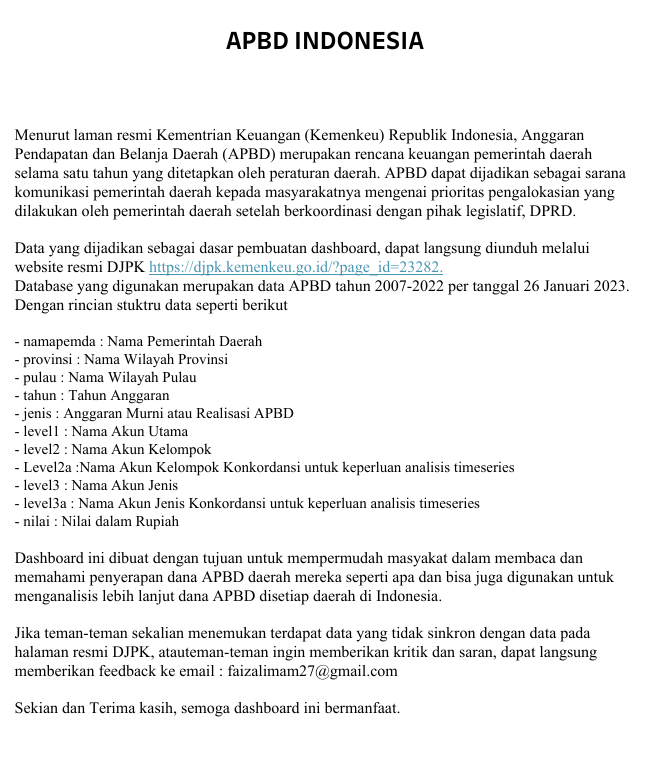 APBD INDONESIA
Menurut laman resmi Kementrian Keuangan (Kemenkeu) Republik Indonesia, Anggaran
Pendapatan dan Belanja Daerah (APBD) merupakan rencana keuangan pemerintah daerah
selama satu tahun yang ditetapkan oleh peraturan daerah. APBD dapat dijadikan sebagai sarana
komunikasi pemerintah daerah kepada masyarakatnya mengenai prioritas pengalokasian yang
dilakukan oleh pemerintah daerah setelah berkoordinasi dengan pihak legislatif, DPRD.
Data yang dijadikan sebagai dasar pembuatan dashboard, dapat langsung diunduh melalui
website resmi DJPK https://djpk.kemenkeu.go.id/?page_id=23282.
Database yang digunakan merupakan data APBD tahun 2007-2022 per tanggal 26 Januari 2023.
Dengan rincian stuktru data seperti berikut
- namapemda : Nama Pemerintah Daerah
- provinsi : Nama Wilayah Provinsi
- pulau : Nama Wilayah Pulau
- tahun : Tahun Anggaran
- jenis : Anggaran Murni atau Realisasi APBD
- level1 : Nama Akun Utama
- level2 : Nama Akun Kelompok
- Level2a :Nama Akun Kelompok Konkordansi untuk keperluan analisis timeseries
- level3 : Nama Akun Jenis
- level3a : Nama Akun Jenis Konkordansi untuk keperluan analisis timeseries
- nilai : Nilai dalam Rupiah
Dashboard ini dibuat dengan tujuan untuk mempermudah masyakat dalam membaca dan
memahami penyerapan dana APBD daerah mereka seperti apa dan bisa juga digunakan untuk
menganalisis lebih lanjut dana APBD disetiap daerah di Indonesia.
Jika teman-teman sekalian menemukan terdapat data yang tidak sinkron dengan data pada
halaman resmi DJPK, atauteman-teman ingin memberikan kritik dan saran, dapat langsung
memberikan feedback ke email : faizalimam27@gmail.com
Sekian dan Terima kasih, semoga dashboard ini bermanfaat.